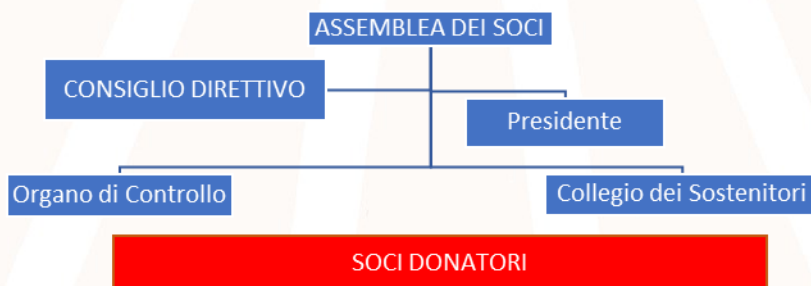 ASSEMBLEA DEI SOCI
CONSIGLIO DIRETTIVO
Presidente
Organo di Controllo
Collegio dei Sostenitori
SOCI DONATORI